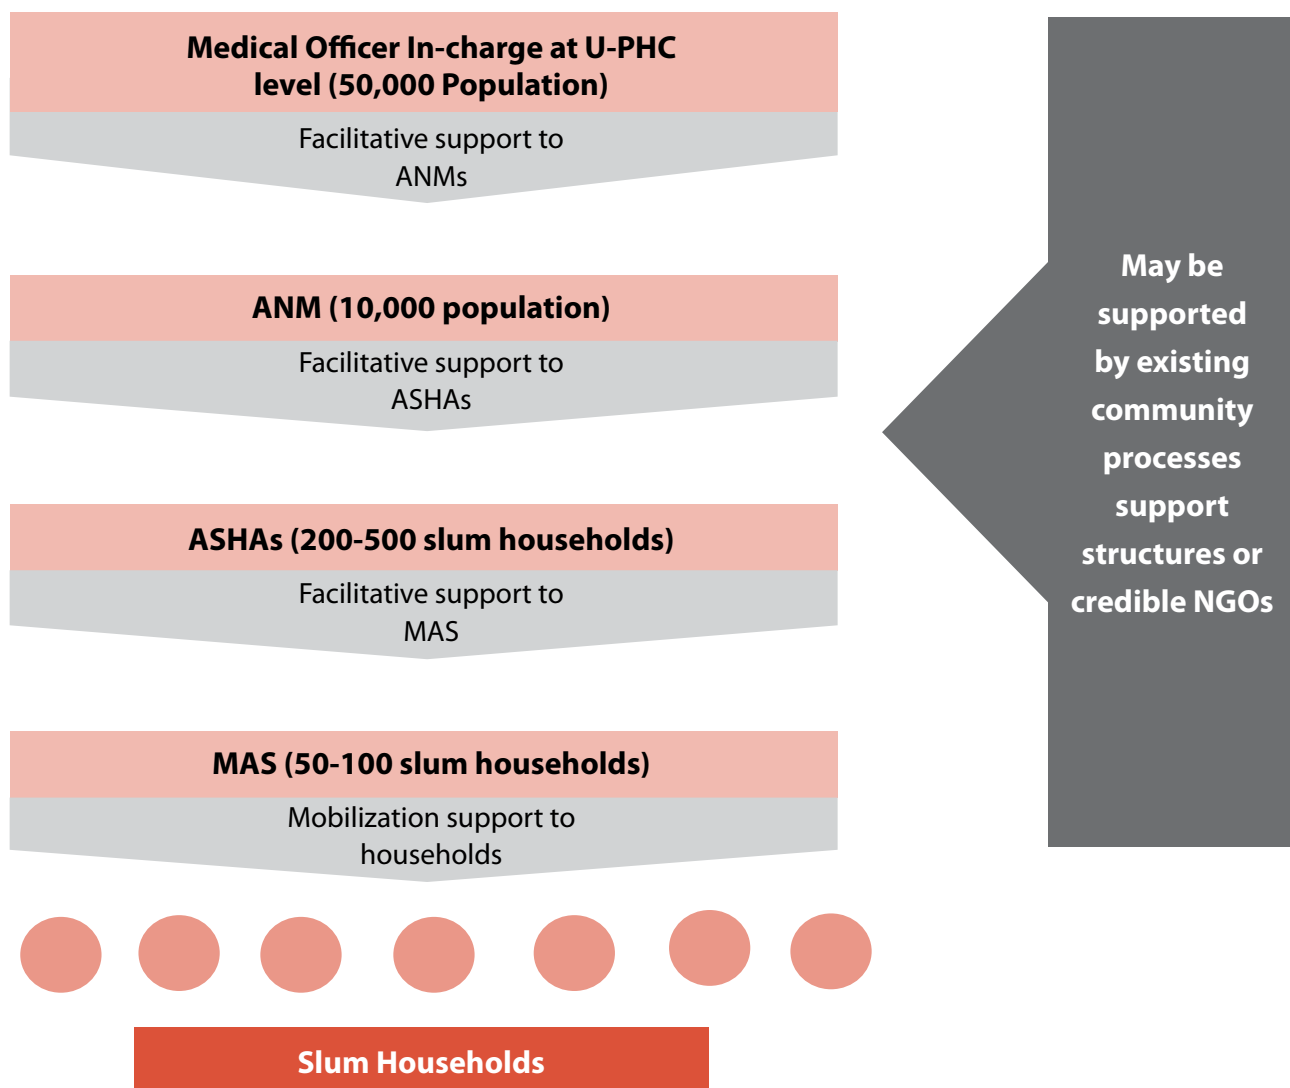 Medical Officer In-charge at U-PHC
level (50,000 Population)
Facilitative support to
ANMs
ANM (10,000 population)
Facilitative support to
ASHAs
ASHAs (200-500 slum households)
Facilitative support to
MAS
MAS (50-100 slum households)
Mobilization support to
households
Slum Households
May be
supported
by existing
community
processes
support
structures or
credible NGOs